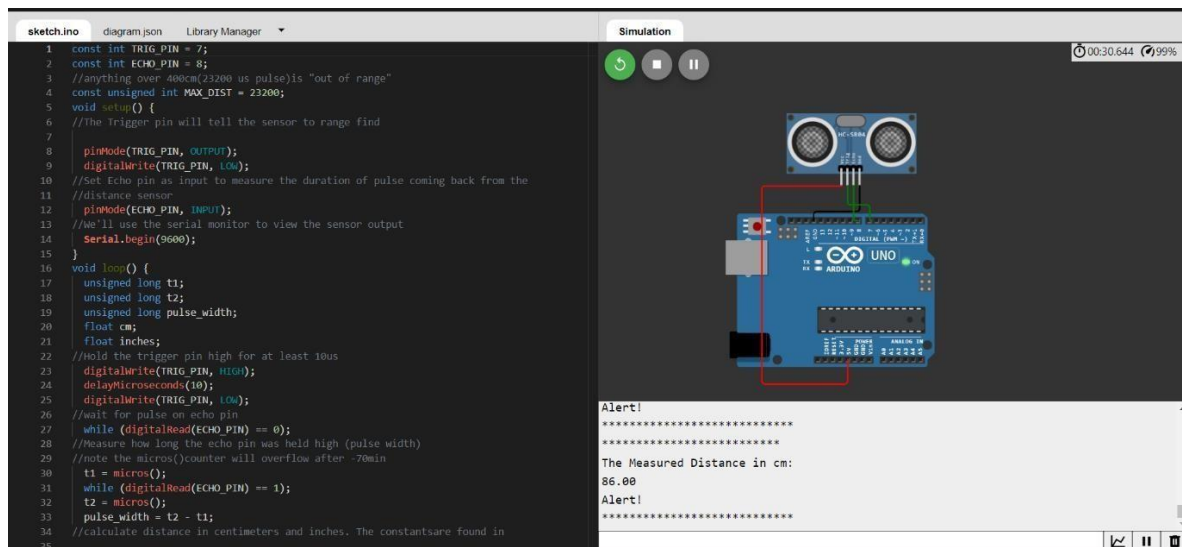 sketch.ino diagram.json Library Manager
1 const int TRIG_PIN = 7;
2 const int ECHO_PIN = 8;
3 //anything over 400cm(23200 us pulse)is "out of range"
4 const unsigned int MAX_DIST = 23200;
5 void setup() {
6 //The Trigger pin will tell the sensor to range find
7
8 pinMode(TRIG_PIN, OUTPUT);
9 digitalWrite(TRIG_PIN, LOW);
10 //Set Echo pin as input to measure the duration of pulse coming back from the
11 //distance sensor
12 pinMode(ECHO_PIN, INPUT);
13 //We'll use the serial monitor to view the sensor output
14 Serial.begin(9600);
15 }
16 void loop() {
17 unsigned long t1;
18 unsigned long t2;
19 unsigned long pulse_width;
20 float cm;
21 float inches;
22 //Hold the trigger pin high for at least 10us
23 digitalWrite(TRIG_PIN, HIGH);
24 delayMicroseconds(10);
25 digitalWrite(TRIG_PIN, LOW);
26 //wait for pulse on echo pin
27 while (digitalRead(ECHO_PIN) == 0);
28 //Measure how long the echo pin was held high (pulse width)
29 //note the micros()counter will overflow after -70min
30 t1 = micros();
31 while (digitalRead(ECHO_PIN) == 1);
32 t2 = micros();
33 pulse_width = t2 - t1;
34 //calculate distance in centimeters and inches. The constantsare found in
35
Simulation
00:30.644 99%
HC-SR04
DIGITAL (PWM ~)
L
TX
RX
UNO
ON
ARDUINO
POWER
ANALOG IN
Alert!
****************************
**************************
The Measured Distance in cm:
86.00
Alert!
****************************